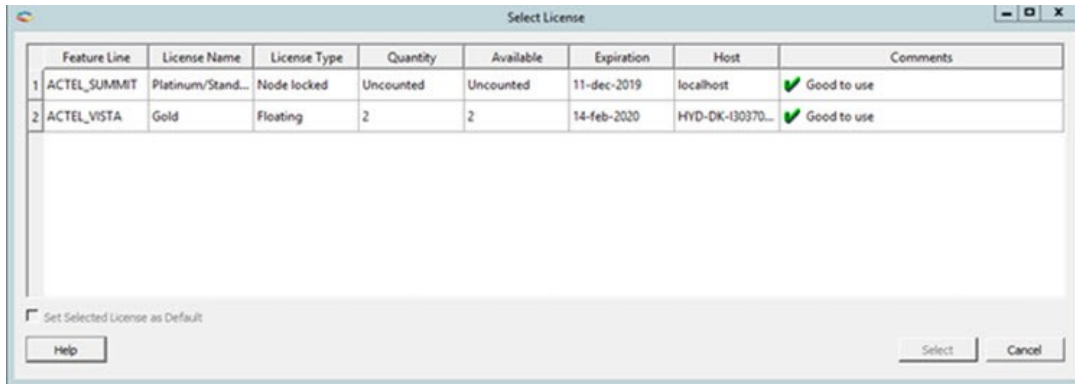 Select License
Feature Line License Name License Type Quantity Available Expiration Host Comments
1 ACTEL_SUMMIT Platinum/Stand... Node locked Uncounted Uncounted 11-dec-2019 localhost Good to use
2 ACTEL_VISTA Gold Floating 2 2 14-feb-2020 HYD-DK-I30370... Good to use
Set Selected License as Default
Help Select Cancel